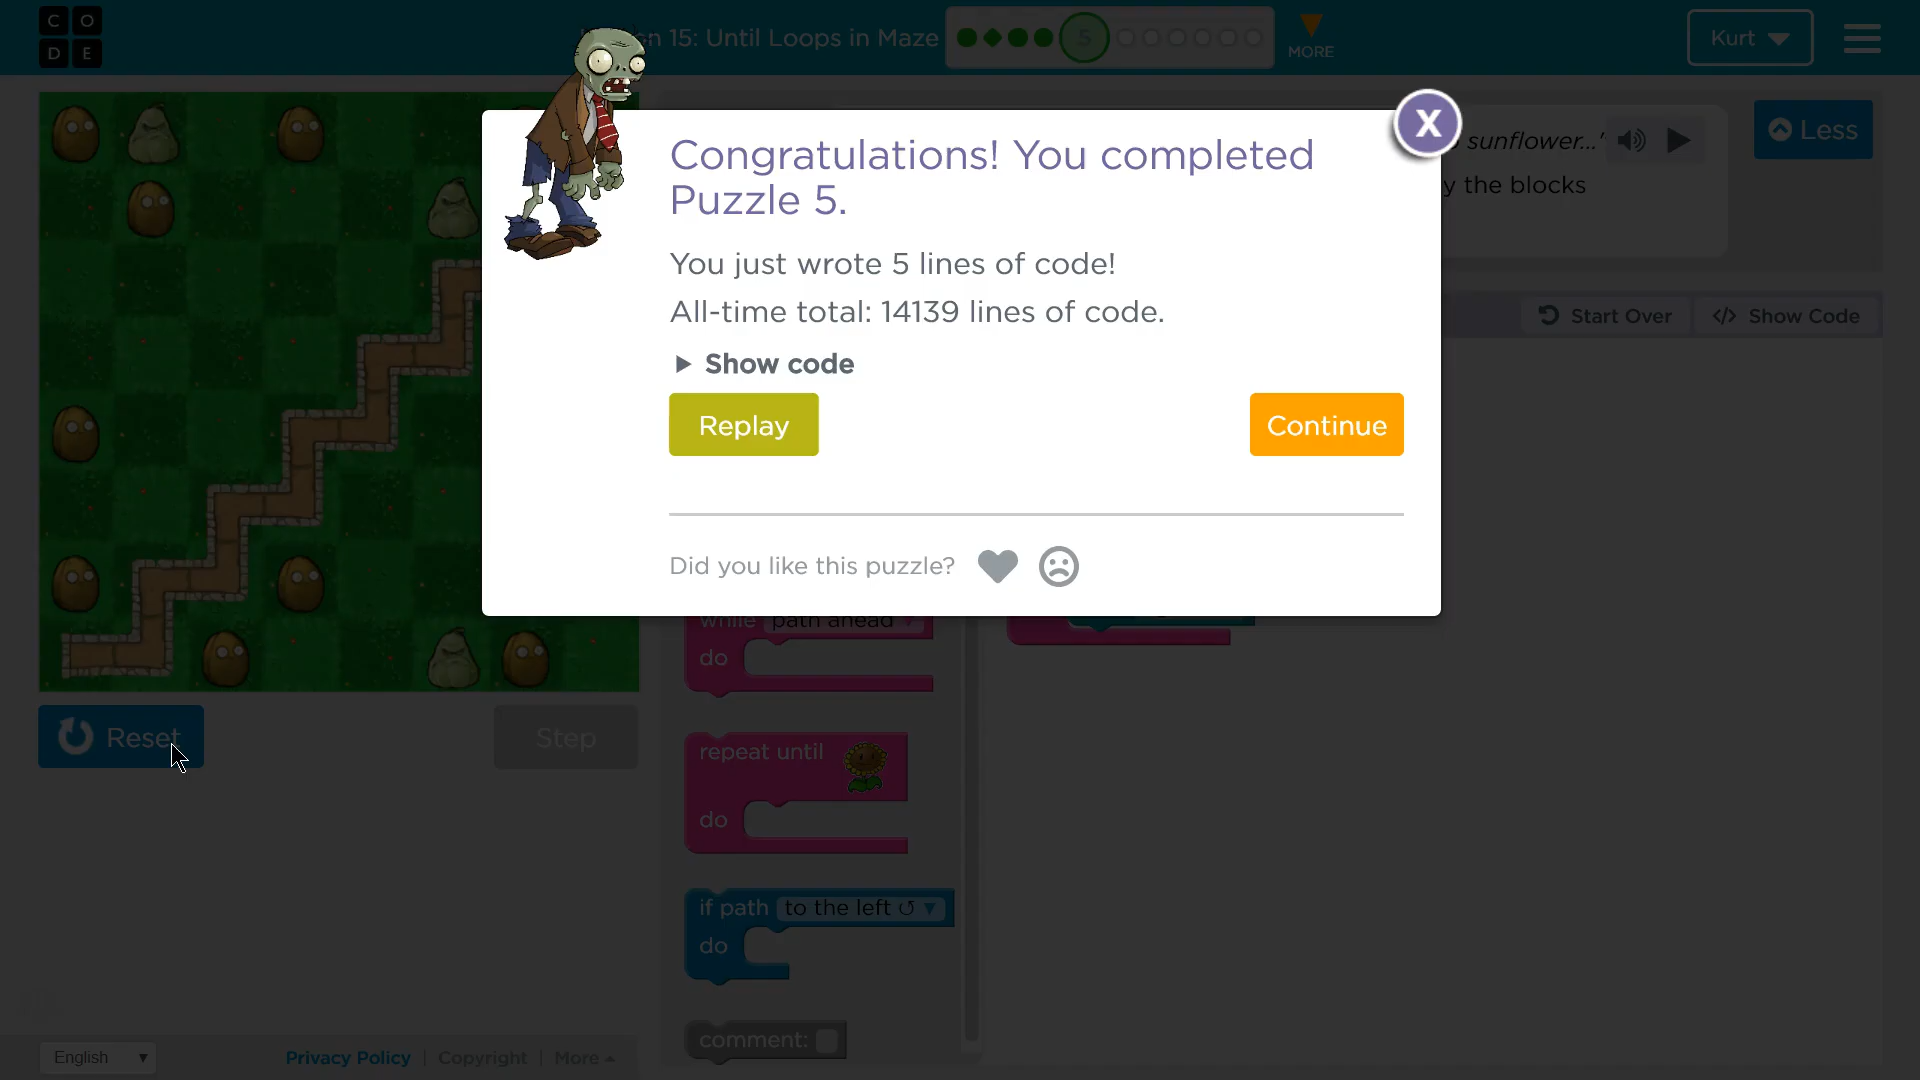 C O
D E
n 15: Until Loops in Maze
5
MORE
Kurt
sunflower..."
Less
y the blocks
Start Over
</> Show Code
X
Congratulations! You completed
Puzzle 5.
You just wrote 5 lines of code!
All-time total: 14139 lines of code.
Show code
Replay
Continue
Did you like this puzzle?
while path ahead
do
Reset
Step
repeat until
do
if path to the left
do
comment:
English
Privacy Policy | Copyright | More